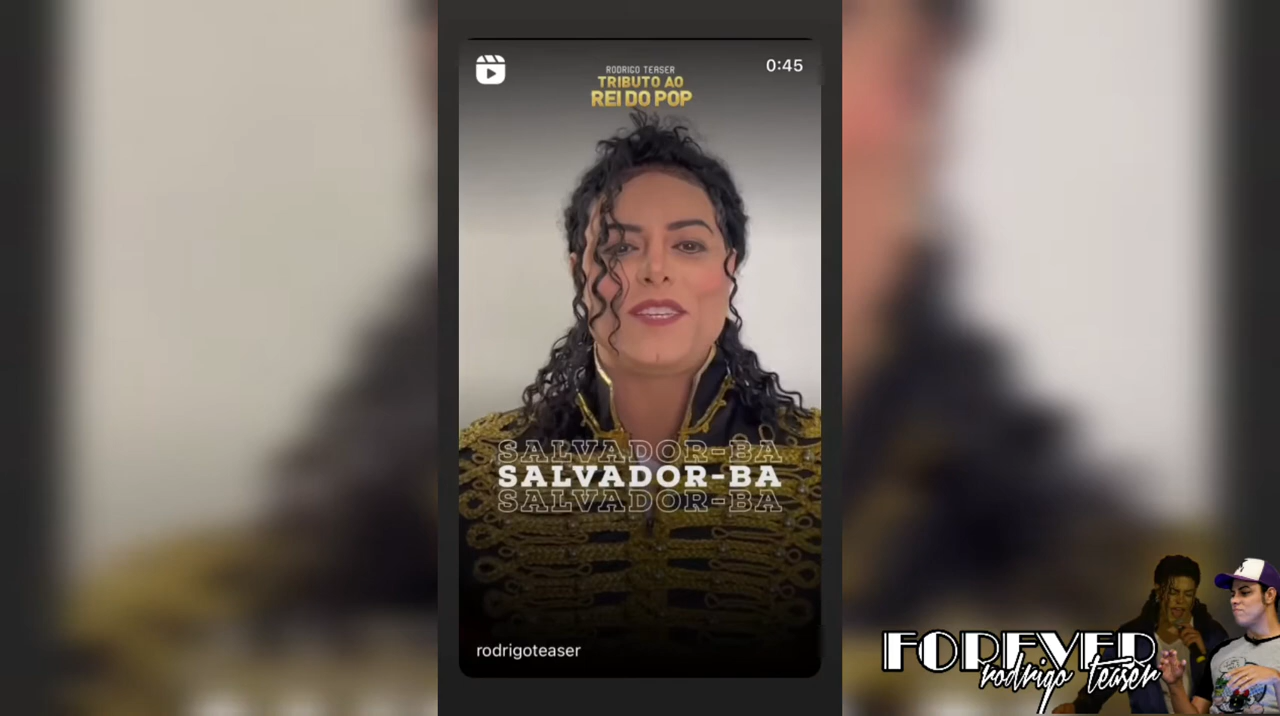 RODRIGO TEASER
TRIBUTO AO
REI DO POP
0:45
SALVADOR-BA
SALVADOR-BA
SALVADOR-BA
rodrigoteaser
FOREVER
rodrigo teaser